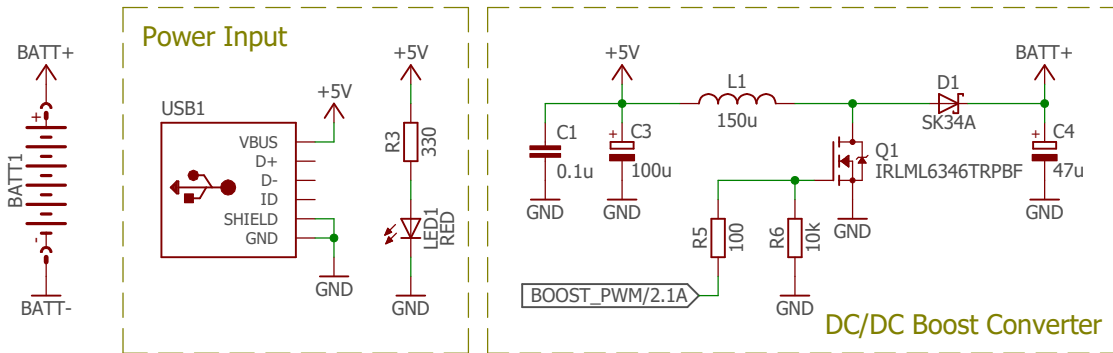 BATT+
+
BATT1
-
BATT-
Power Input
USB1
+5V
VBUS
D+
D-
ID
SHIELD
GND
GND
+5V
R3
330
LED1
RED
GND
+5V
C1
0.1u
GND
+
C3
100u
GND
L1
150u
D1
SK34A
BATT+
Q1
IRLML6346TRPBF
GND
+
C4
47u
GND
R5
100
R6
10k
GND
BOOST_PWM/2.1A
DC/DC Boost Converter